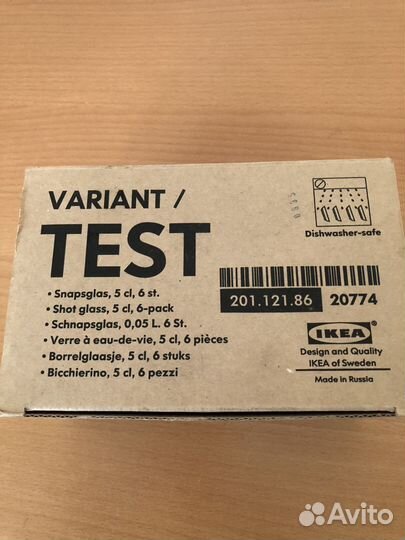 VARIANT /
TEST
• Snapsglas, 5 cl, 6 st.
• Shot glass, 5 cl, 6-pack
• Schnapsglas, 0,05 L. 6 St.
• Verre à eau-de-vie, 5 cl, 6 pièces
• Borrelglaasje, 5 cl, 6 stuks
• Bicchierino, 5 cl, 6 pezzi
Dishwasher-safe
201.121.86 20774
IKEA
Design and Quality
IKEA of Sweden
Made in Russia
Avito